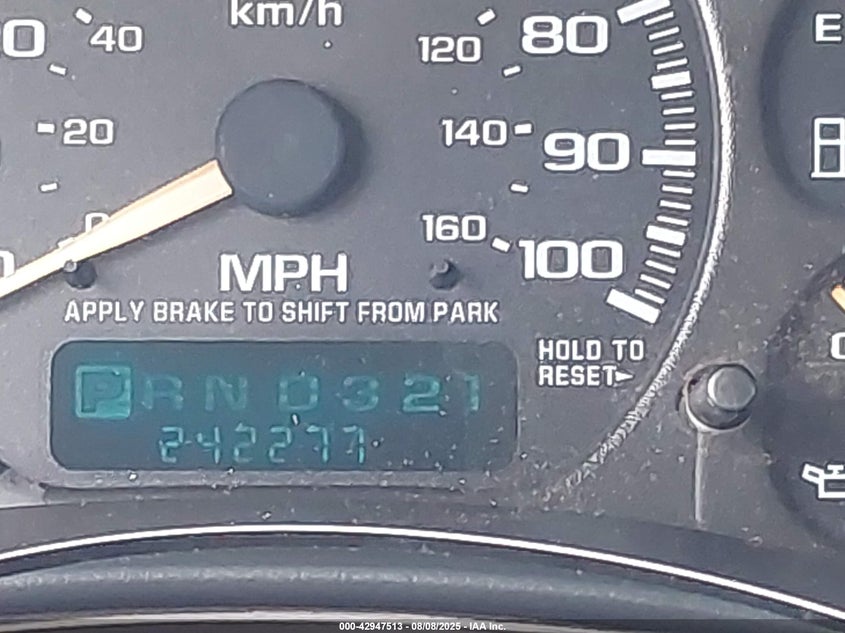 km/h
40
120
80
E
20
140
90
0
160
100
MPH
APPLY BRAKE TO SHIFT FROM PARK
HOLD TO
RESET►
P R N D 3 2 1
242277
000-42947513 - 08/08/2025 - IAA Inc.